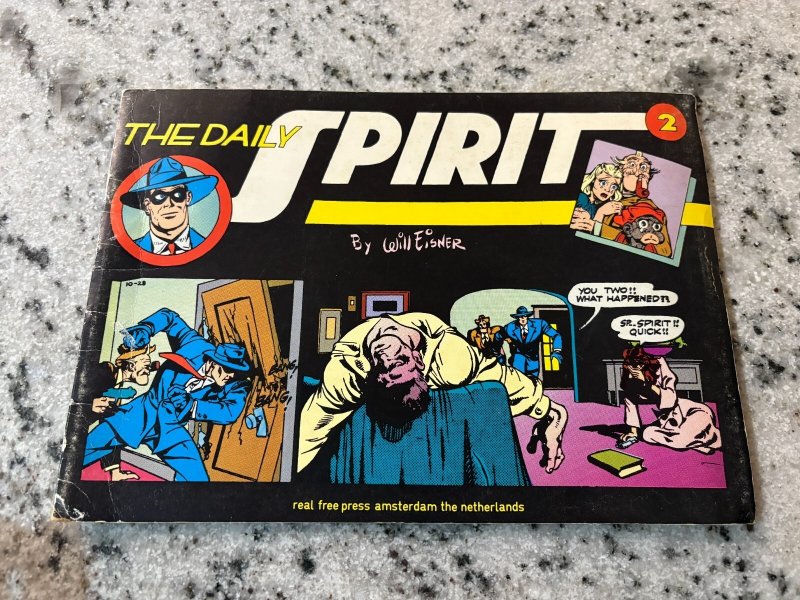 THE DAILY SPIRIT
2
By Will Eisner
10-28
BANG,
BANG!
YOU TWO!!
WHAT HAPPENED?!
SR. SPIRIT!!
QUICK!!
real free press amsterdam the netherlands